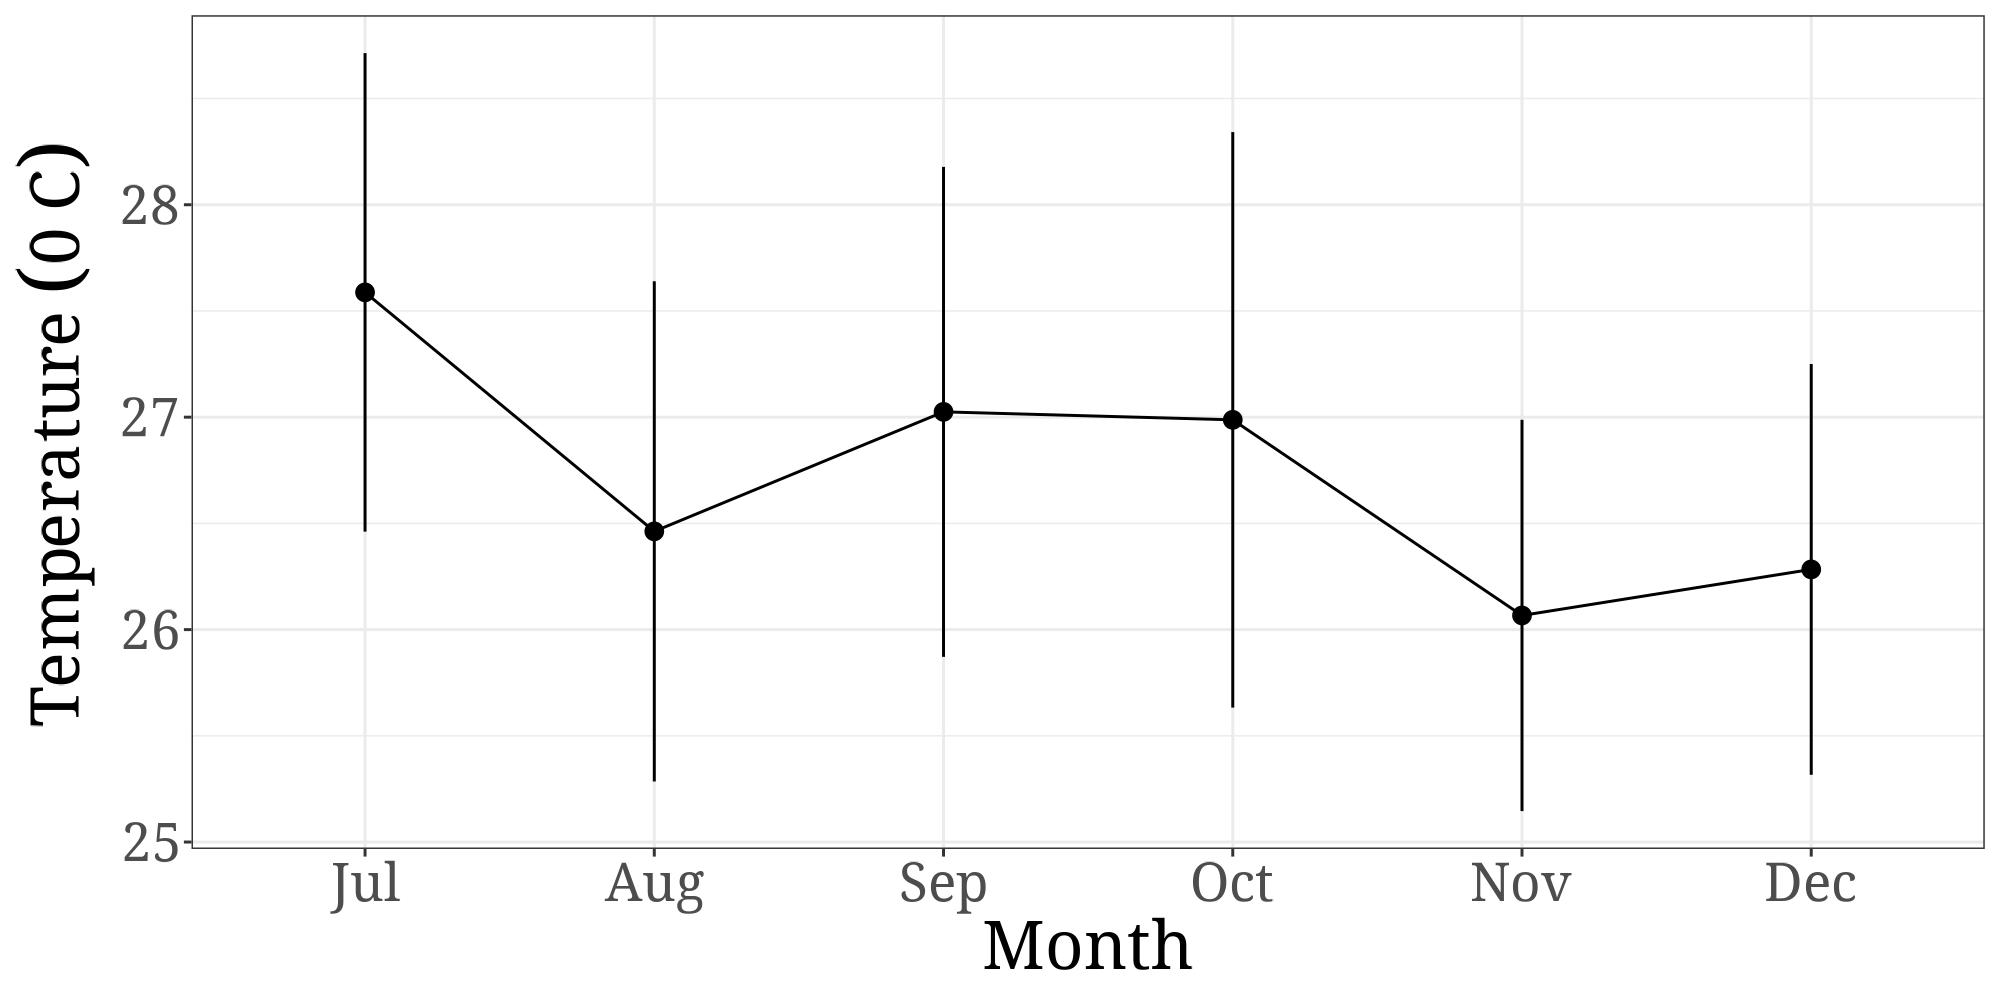 Temperature (0 C)
28
27
26
25
Jul Aug Sep Oct Nov Dec
Month